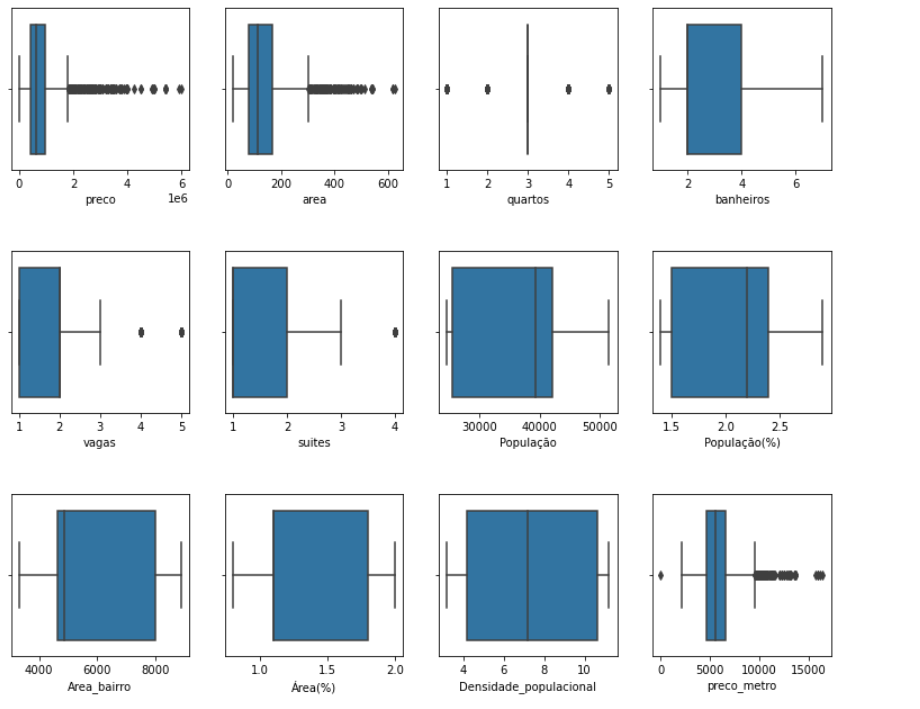 0 2 4 6
1e6
preco
0 200 400 600
area
1 2 3 4 5
quartos
2 4 6
banheiros
1 2 3 4 5
vagas
1 2 3 4
suites
30000 40000 50000
População
1.5 2.0 2.5
População(%)
4000 6000 8000
Area_bairro
1.0 1.5 2.0
Área(%)
4 6 8 10
Densidade_populacional
0 5000 10000 15000
preco_metro